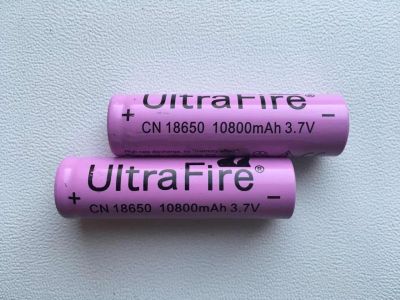 UltraFire®
+ −
CN 18650 10800mAh 3.7V
UltraFire®
+ −
CN 18650 10800mAh 3.7V